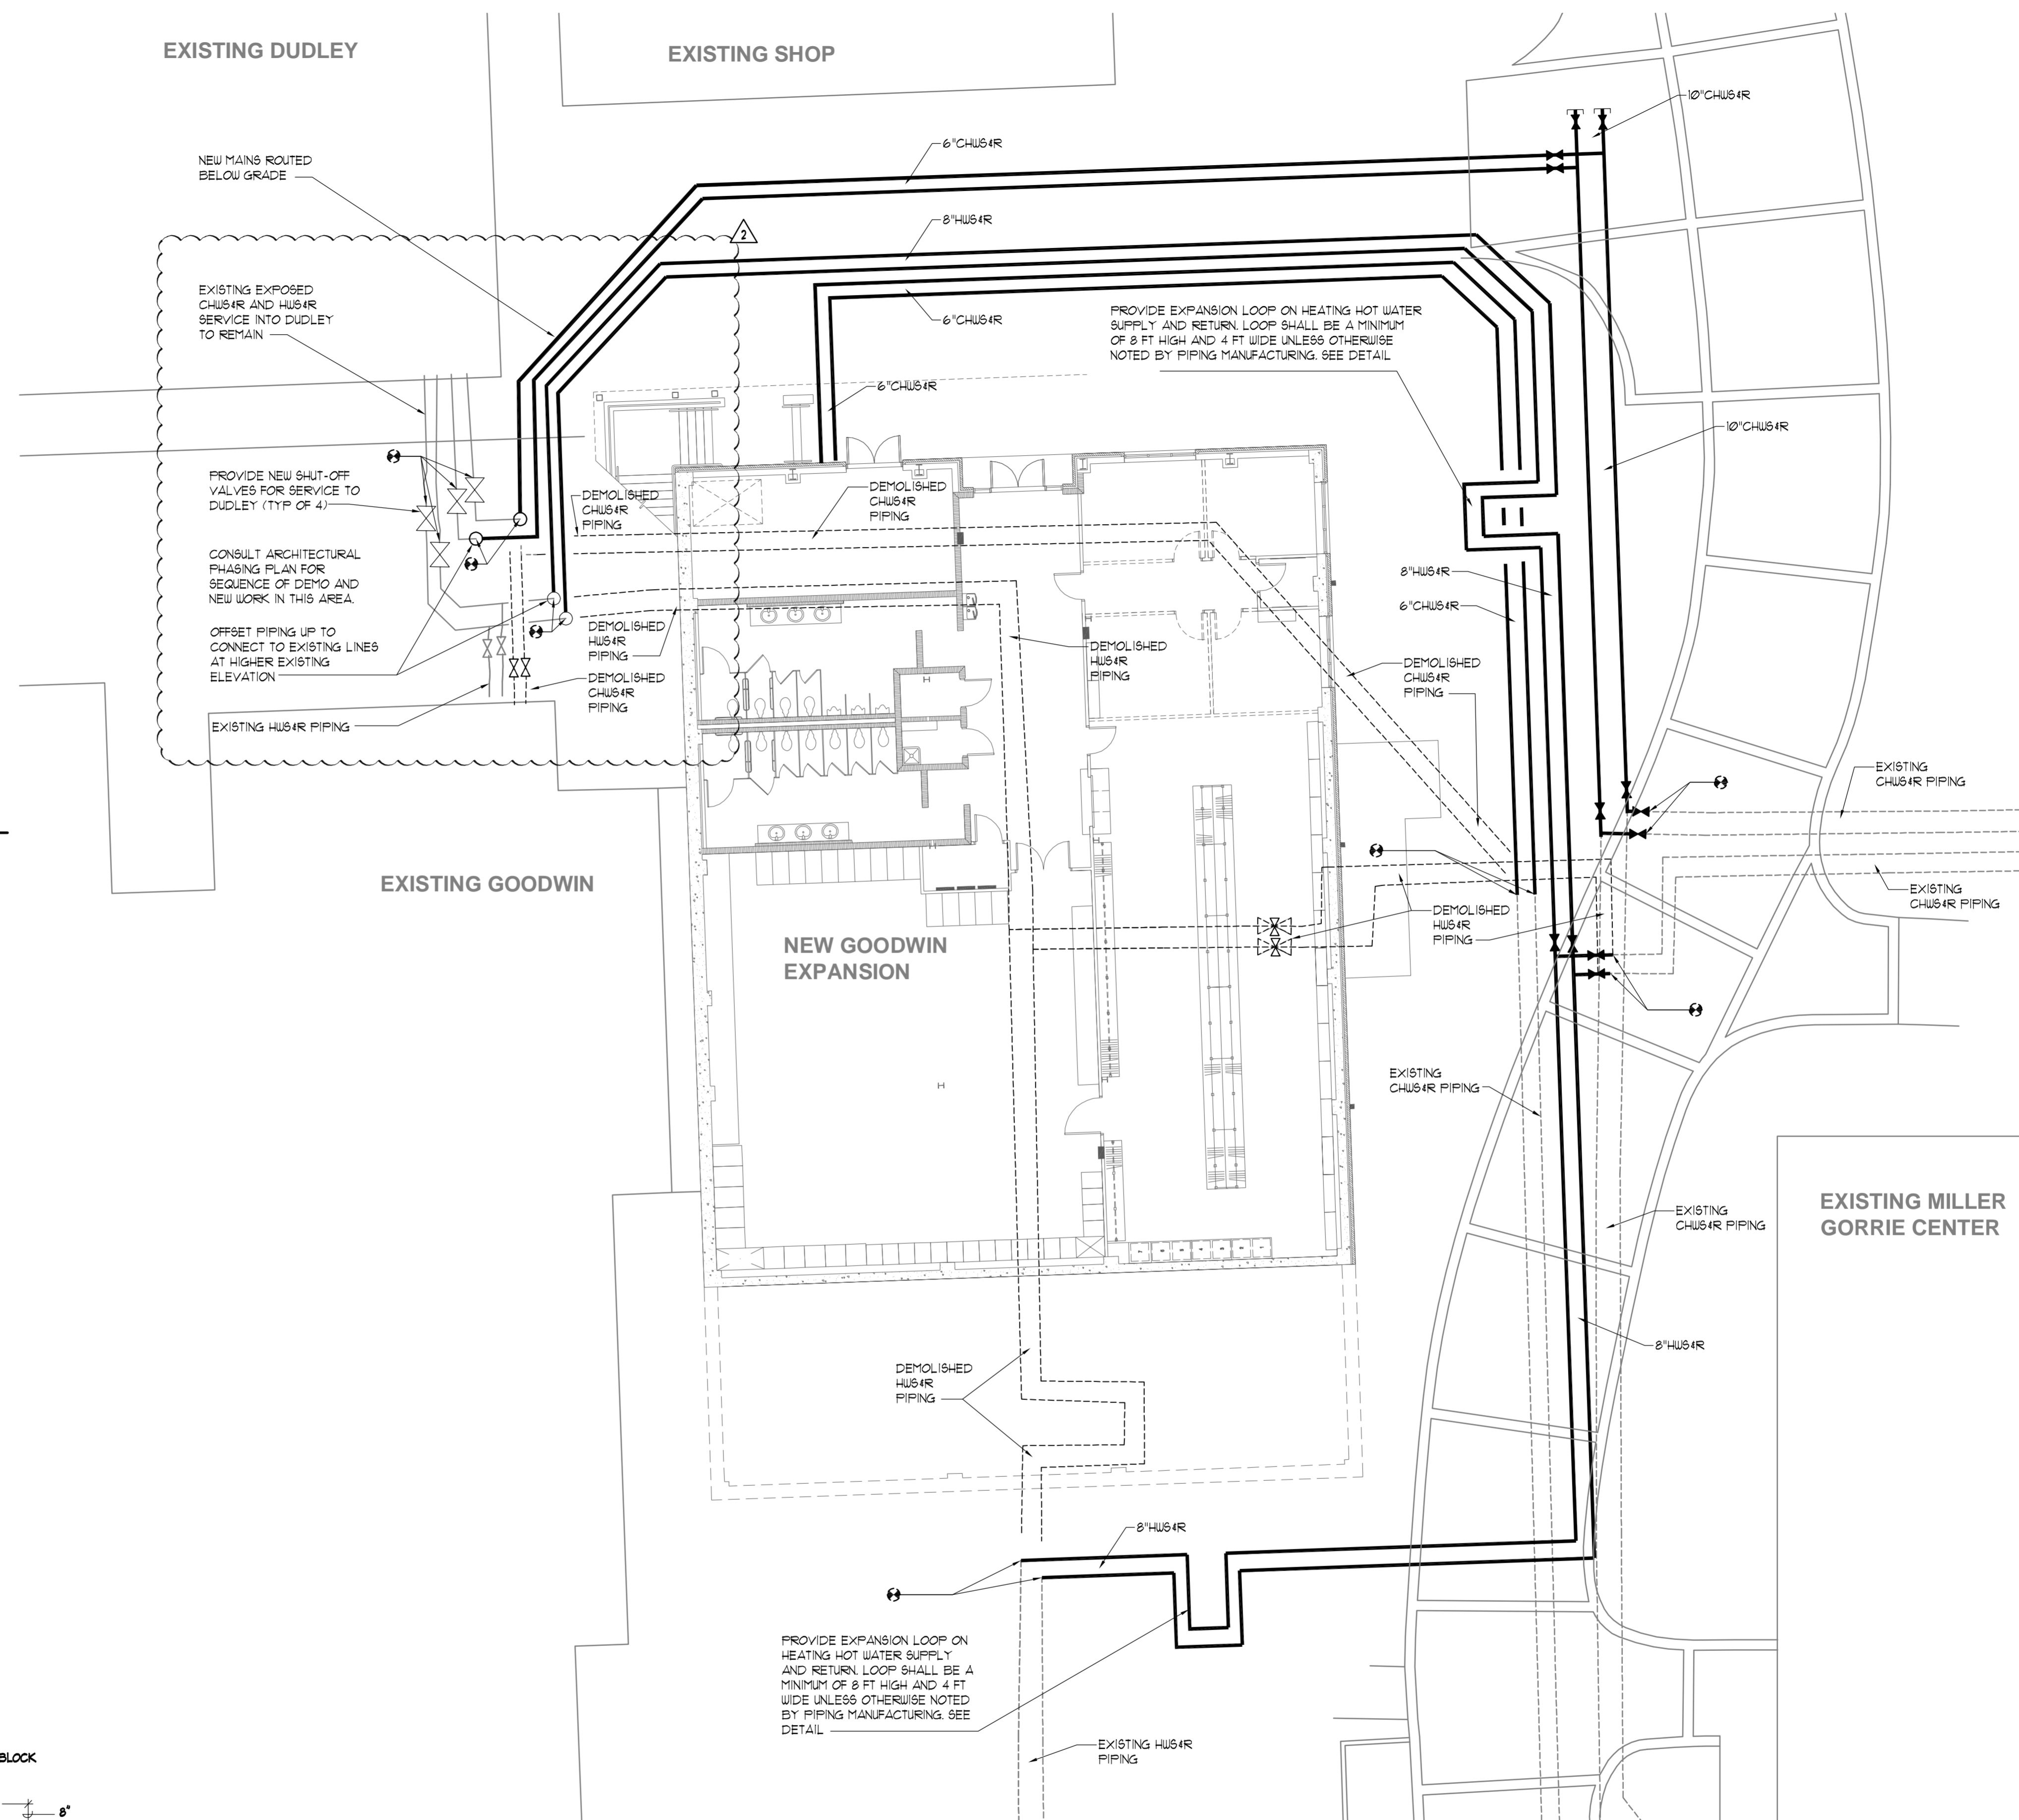 EXISTING DUDLEY
EXISTING SHOP
10"CHWS&R
6"CHWS&R
NEW MAINS ROUTED
BELOW GRADE
8"HWS&R
2
EXISTING EXPOSED
CHWS&R AND HWS&R
SERVICE INTO DUDLEY
TO REMAIN
6"CHWS&R
PROVIDE EXPANSION LOOP ON HEATING HOT WATER
SUPPLY AND RETURN. LOOP SHALL BE A MINIMUM
OF 8 FT HIGH AND 4 FT WIDE UNLESS OTHERWISE
NOTED BY PIPING MANUFACTURING. SEE DETAIL
6"CHWS&R
10"CHWS&R
PROVIDE NEW SHUT-OFF
VALVES FOR SERVICE TO
DUDLEY (TYP OF 4)
DEMOLISHED
CHWS&R
PIPING
DEMOLISHED
CHWS&R
PIPING
CONSULT ARCHITECTURAL
PHASING PLAN FOR
SEQUENCE OF DEMO AND
NEW WORK IN THIS AREA.
8"HWS&R
6"CHWS&R
OFFSET PIPING UP TO
CONNECT TO EXISTING LINES
AT HIGHER EXISTING
ELEVATION
DEMOLISHED
HWS&R
PIPING
DEMOLISHED
HWS&R
PIPING
DEMOLISHED
CHWS&R
PIPING
DEMOLISHED
CHWS&R
PIPING
EXISTING HWS&R PIPING
EXISTING
CHWS&R PIPING
EXISTING GOODWIN
EXISTING
CHWS&R PIPING
DEMOLISHED
HWS&R
PIPING
NEW GOODWIN
EXPANSION
EXISTING
CHWS&R PIPING
EXISTING
CHWS&R PIPING
EXISTING MILLER
GORRIE CENTER
8"HWS&R
DEMOLISHED
HWS&R
PIPING
8"HWS&R
PROVIDE EXPANSION LOOP ON
HEATING HOT WATER SUPPLY
AND RETURN. LOOP SHALL BE A
MINIMUM OF 8 FT HIGH AND 4 FT
WIDE UNLESS OTHERWISE NOTED
BY PIPING MANUFACTURING. SEE
DETAIL
EXISTING HWS&R
PIPING
BLOCK
8"